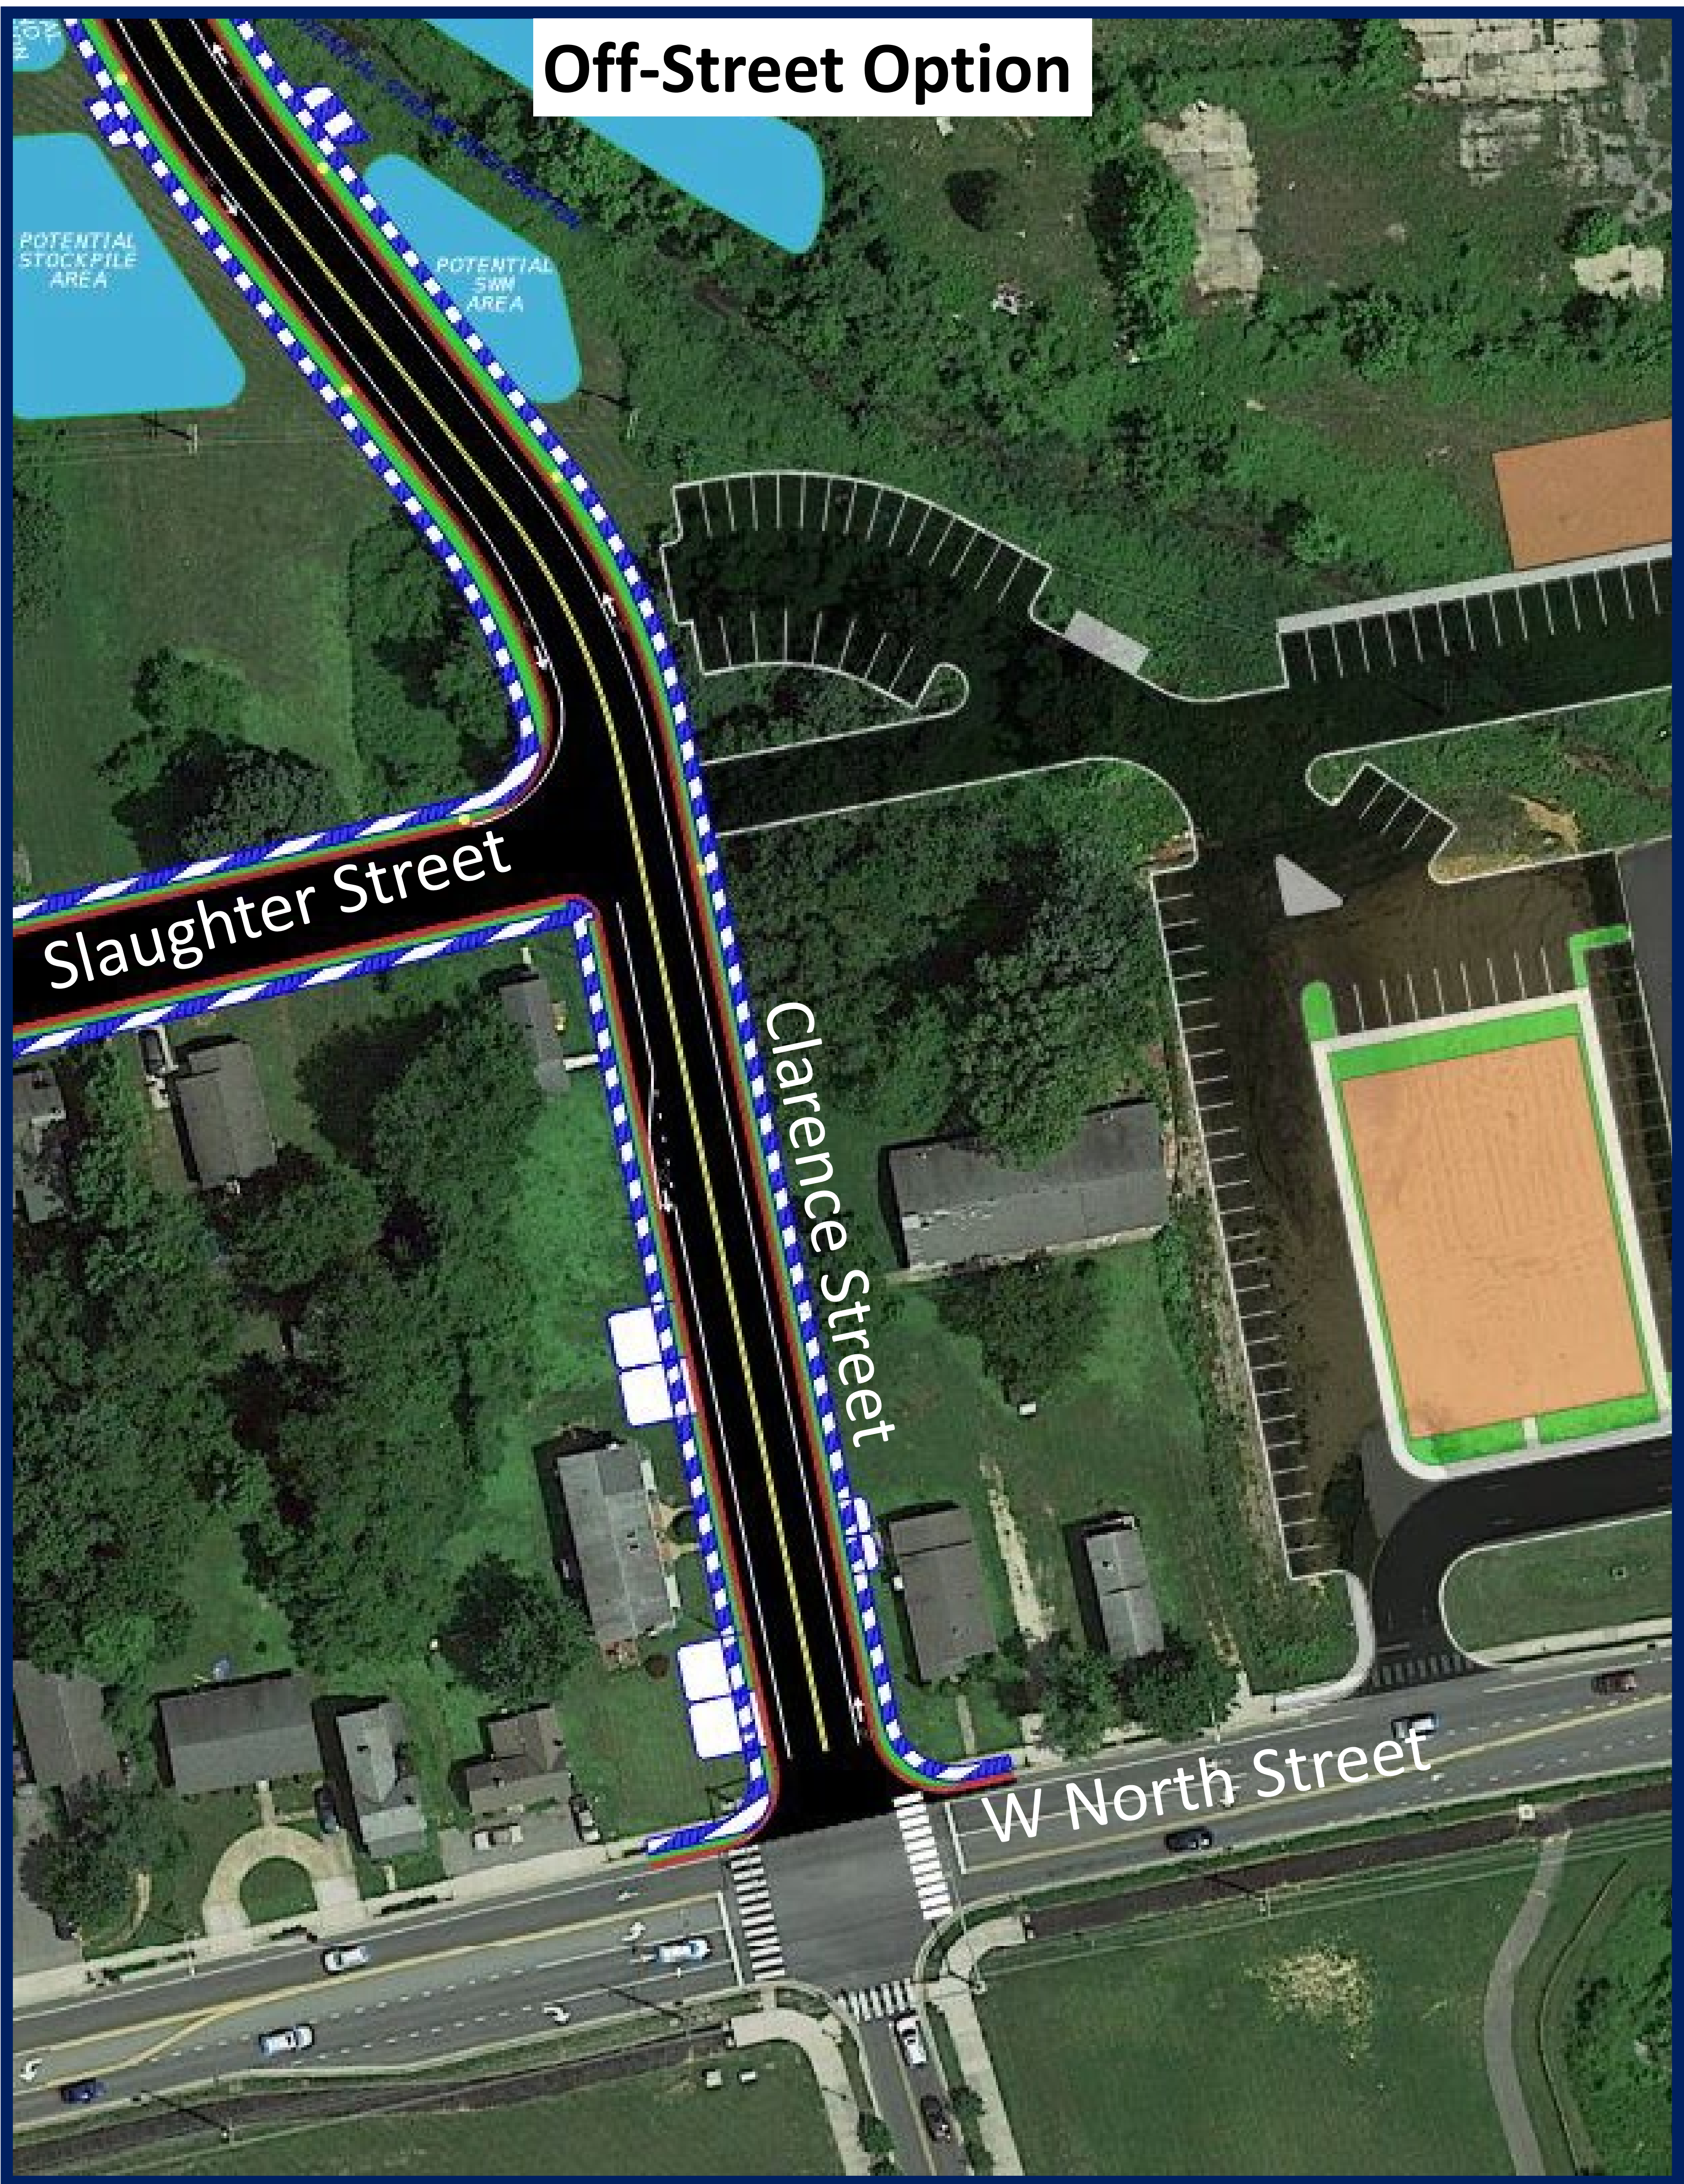 Off-Street Option
POTENTIAL
STOCKPILE
AREA
POTENTIAL
SWM
AREA
Slaughter Street
Clarence Street
W North Street